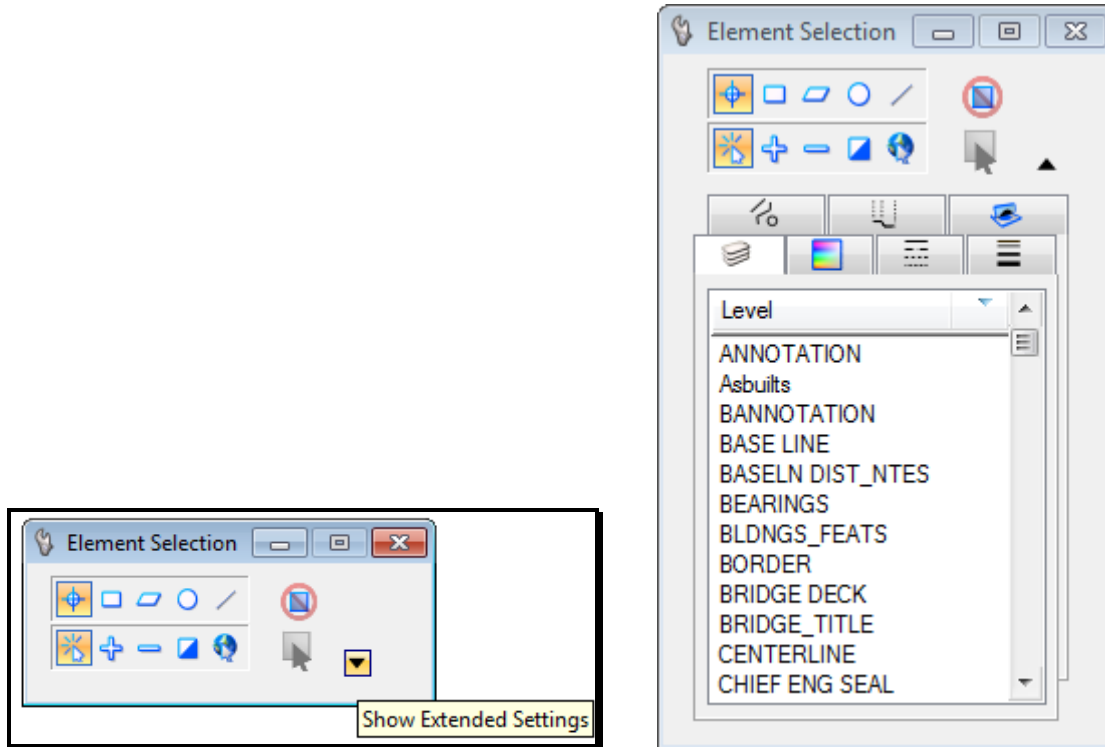 Element Selection
Show Extended Settings
Element Selection
Level
ANNOTATION
Asbuilts
BANNOTATION
BASE LINE
BASELN DIST_NTES
BEARINGS
BLDNGS_FEATS
BORDER
BRIDGE DECK
BRIDGE_TITLE
CENTERLINE
CHIEF ENG SEAL